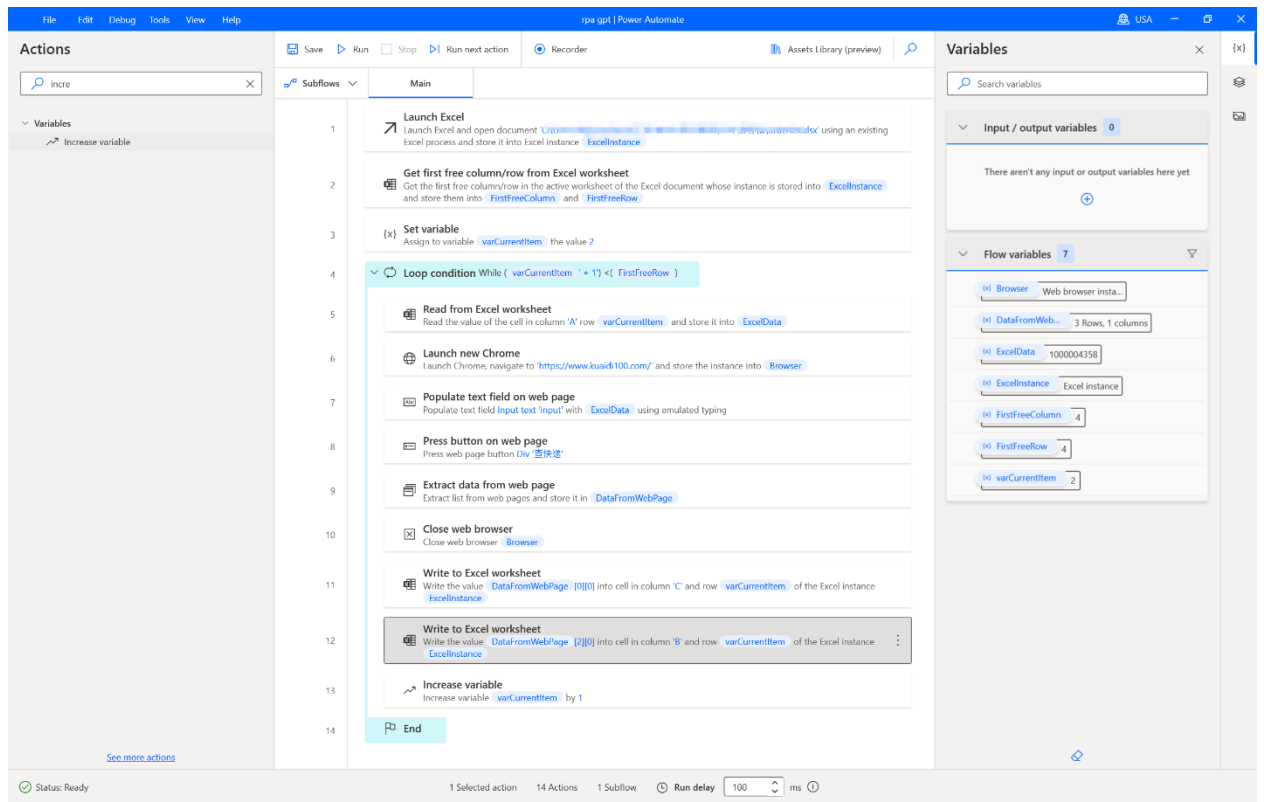 File Edit Debug Tools View Help
rpa gpt | Power Automate
USA
Actions
Save Run Stop Run next action Recorder
Assets Library (preview)
Variables
{x}
incre
Subflows Main
Search variables
Variables
Increase variable
1
Launch Excel
Launch Excel and open document using an existing
Excel process and store it into Excel instance ExcelInstance
2
Get first free column/row from Excel worksheet
Get the first free column/row in the active worksheet of the Excel document whose instance is stored into ExcelInstance
and store them into FirstFreeColumn and FirstFreeRow
3
{x} Set variable
Assign to variable varCurrentItem the value 2
4
Loop condition While ( varCurrentItem ' + 1') <( FirstFreeRow )
5
Read from Excel worksheet
Read the value of the cell in column 'A' row varCurrentItem and store it into ExcelData
6
Launch new Chrome
Launch Chrome, navigate to 'https://www.kuaidi100.com/' and store the instance into Browser
7
Abc
Populate text field on web page
Populate text field Input text 'input' with ExcelData using emulated typing
8
Press button on web page
Press web page button Div '查快递'
9
Extract data from web page
Extract list from web pages and store it in DataFromWebPage
10
Close web browser
Close web browser Browser
11
Write to Excel worksheet
Write the value DataFromWebPage [0][0] into cell in column 'C' and row varCurrentItem of the Excel instance
ExcelInstance
12
Write to Excel worksheet
Write the value DataFromWebPage [2][0] into cell in column 'B' and row varCurrentItem of the Excel instance
ExcelInstance
13
Increase variable
Increase variable varCurrentItem by 1
14
End
Input / output variables 0
There aren't any input or output variables here yet
Flow variables 7
(x) Browser Web browser insta...
(x) DataFromWeb... 3 Rows, 1 columns
(x) ExcelData 1000004358
(x) ExcelInstance Excel instance
(x) FirstFreeColumn 4
(x) FirstFreeRow 4
(x) varCurrentItem 2
See more actions
Status: Ready
1 Selected action 14 Actions 1 Subflow Run delay 100 ms